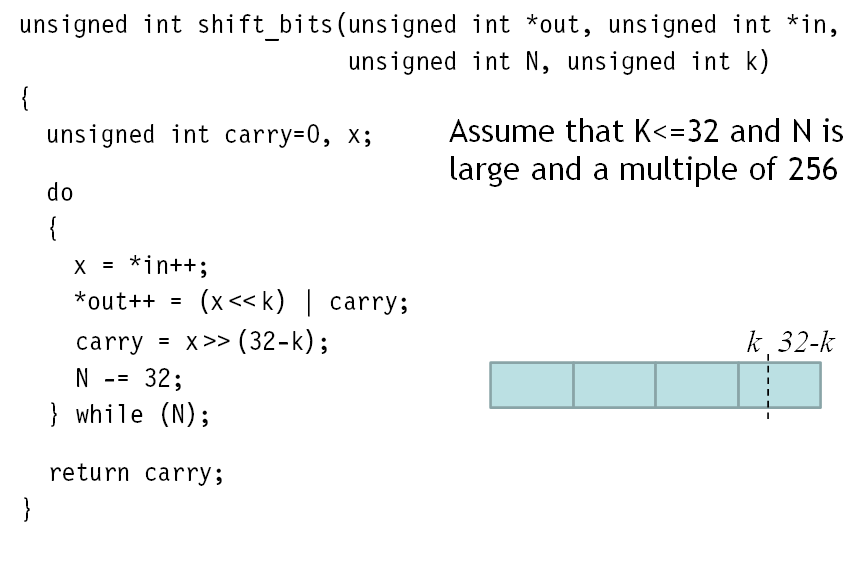 unsigned int shift_bits(unsigned int *out, unsigned int *in,
unsigned int N, unsigned int k)
{
unsigned int carry=0, x;
Assume that K<=32 and N is
large and a multiple of 256
do
{
x = *in++;
*out++ = (x<<k) | carry;
carry = x>>(32-k);
N -= 32;
} while (N);
return carry;
}
k 32-k